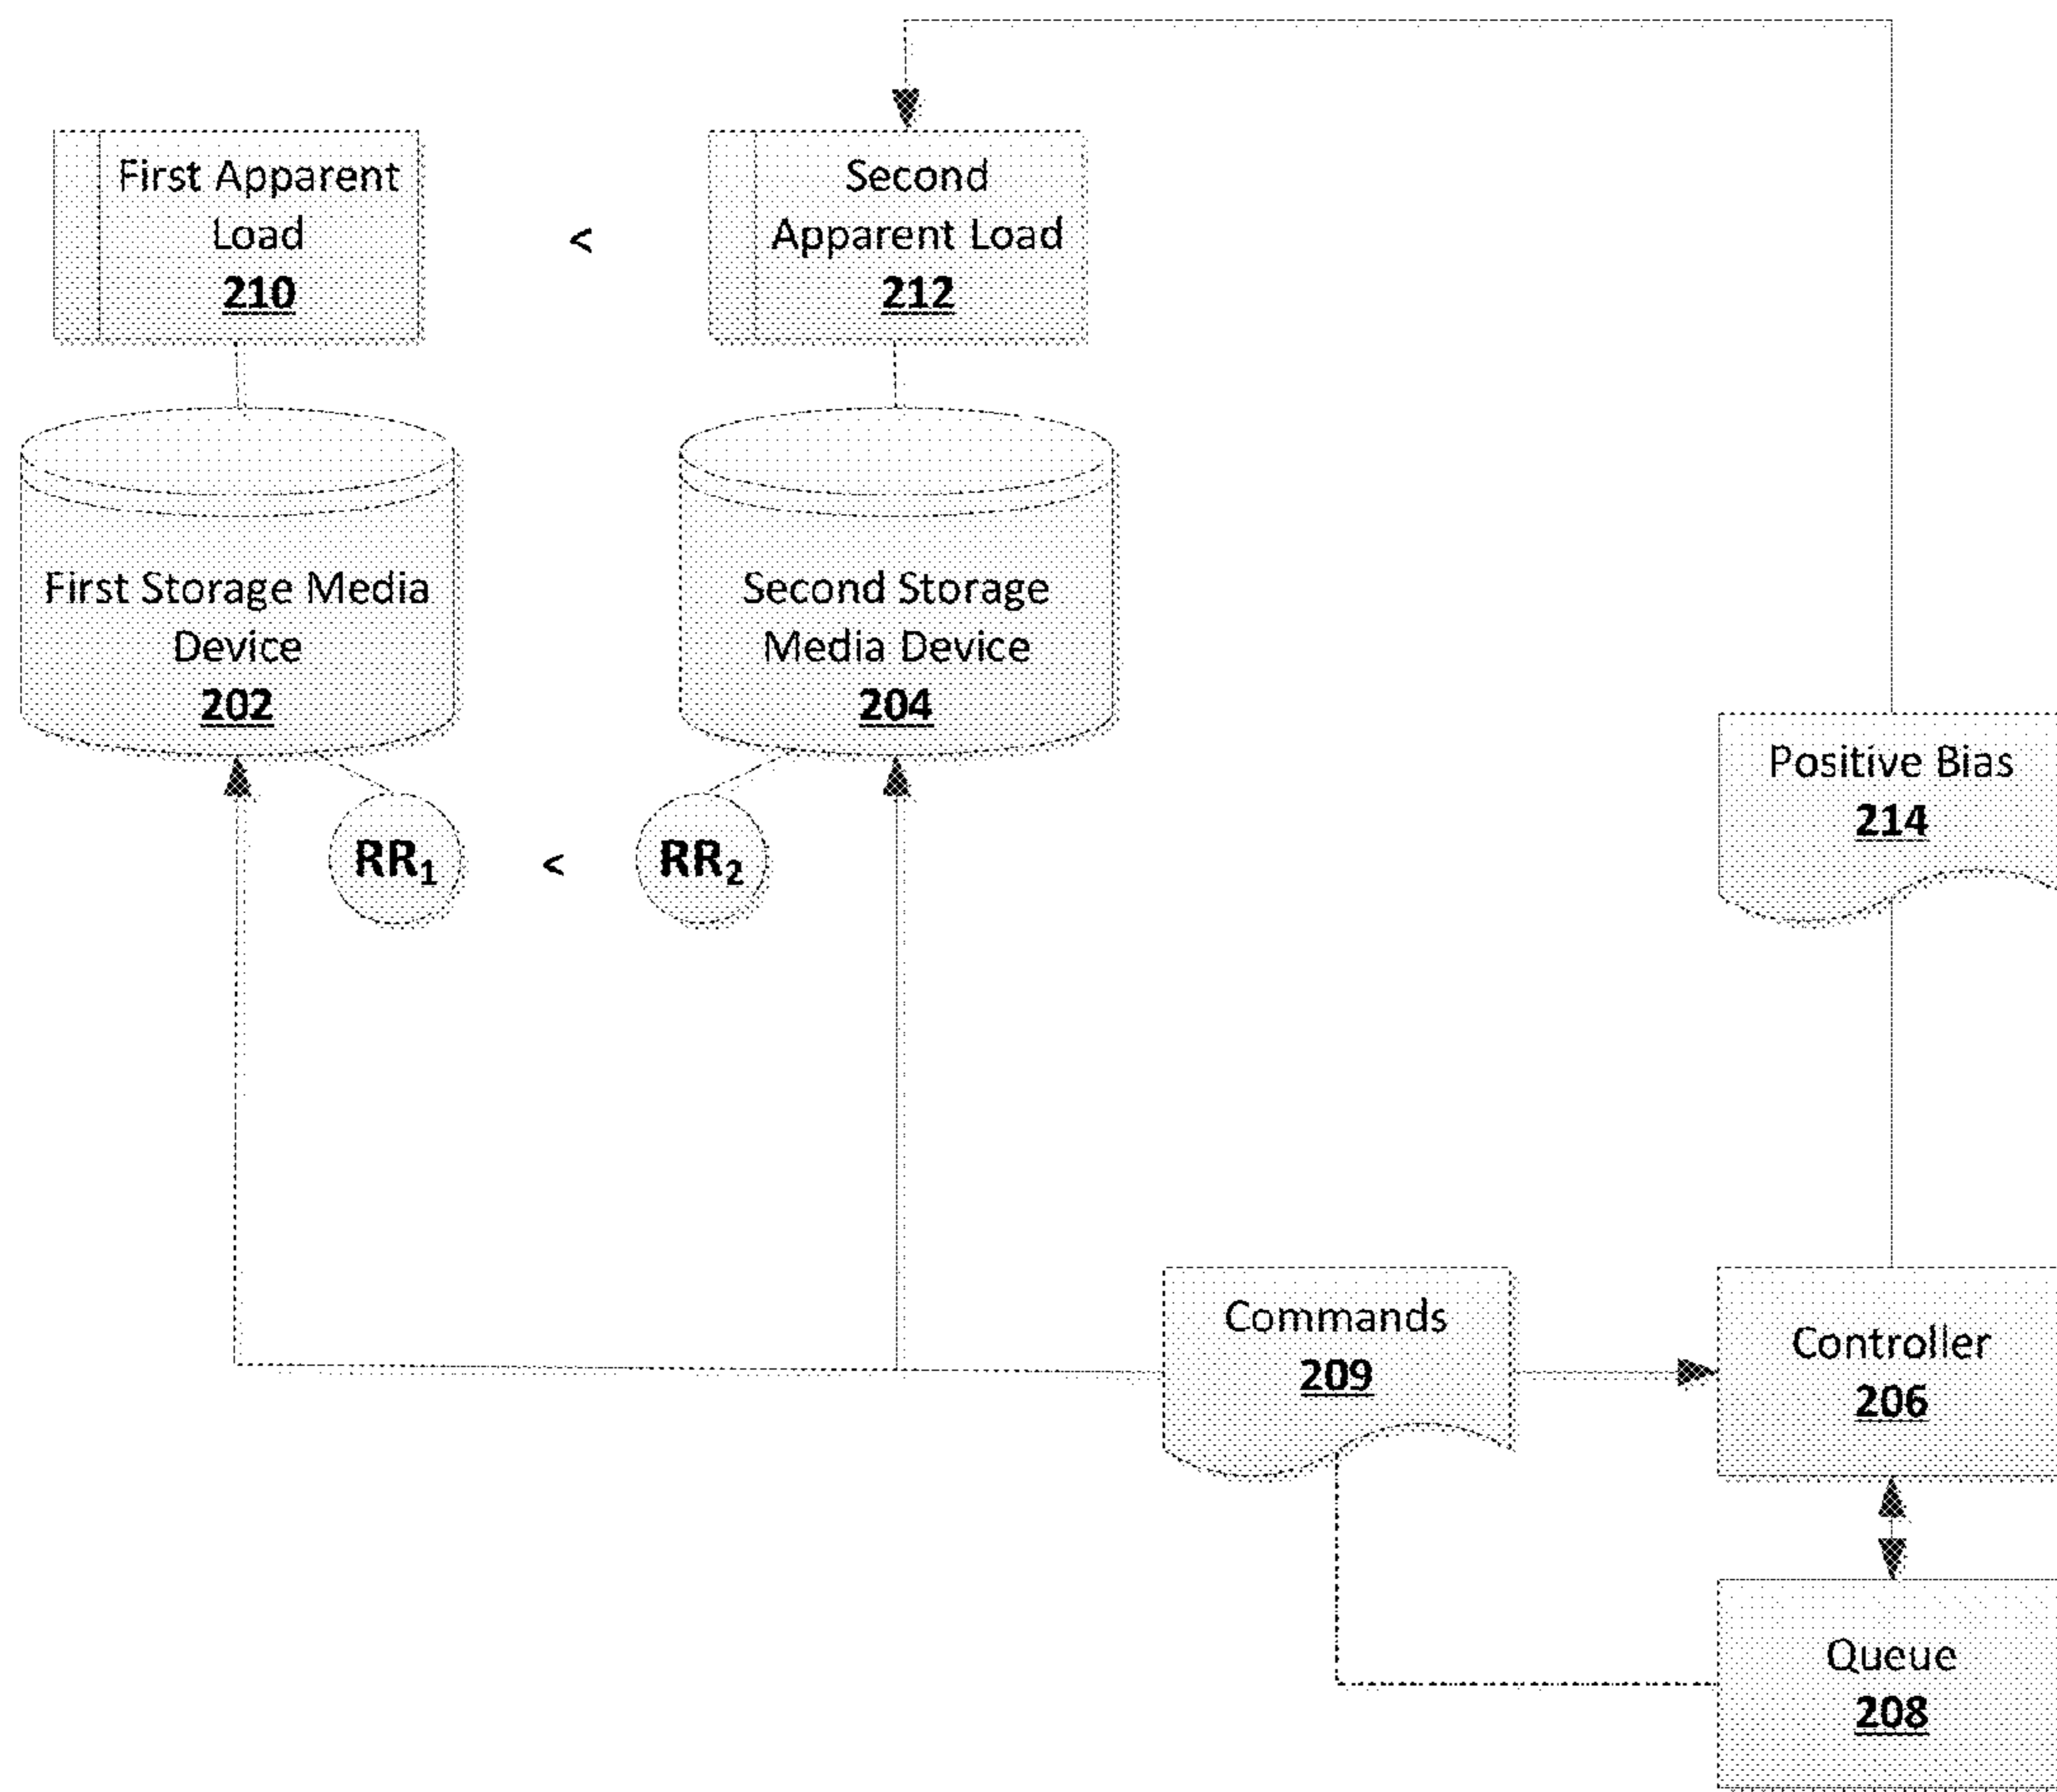 First Apparent
Load
210
<
Second
Apparent Load
212
First Storage Media
Device
202
Second Storage
Media Device
204
Positive Bias
214
RR₁
<
RR₂
Commands
209
Controller
206
Queue
208